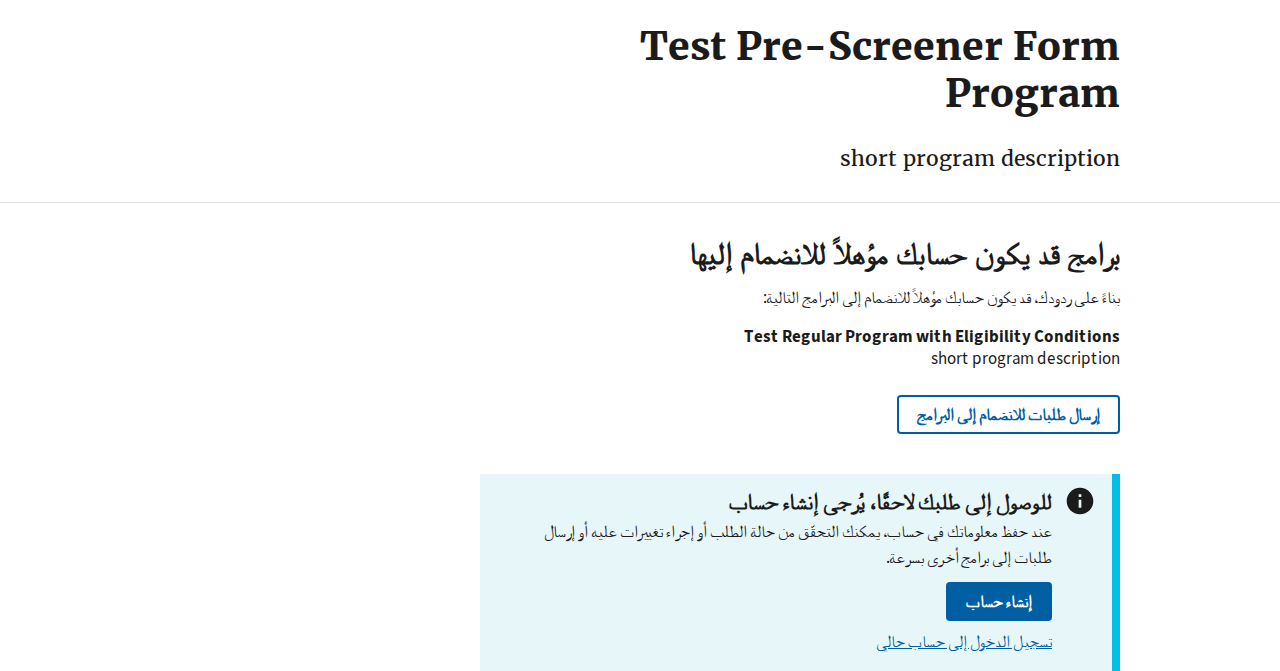 Test Pre-Screener Form
Program
short program description
برامج قد يكون حسابك مؤهلاً للانضمام إليها
بناءً على ردودك، قد يكون حسابك مؤهلاً للانضمام إلى البرامج التالية:
Test Regular Program with Eligibility Conditions
short program description
إرسال طلبات للانضمام إلى البرامج
للوصول إلى طلبك لاحقًا، يُرجى إنشاء حساب
عند حفظ معلوماتك في حساب، يمكنك التحقّق من حالة الطلب أو إجراء تغييرات عليه أو إرسال
طلبات إلى برامج أخرى بسرعة.
إنشاء حساب
تسجيل الدخول إلى حساب حالي